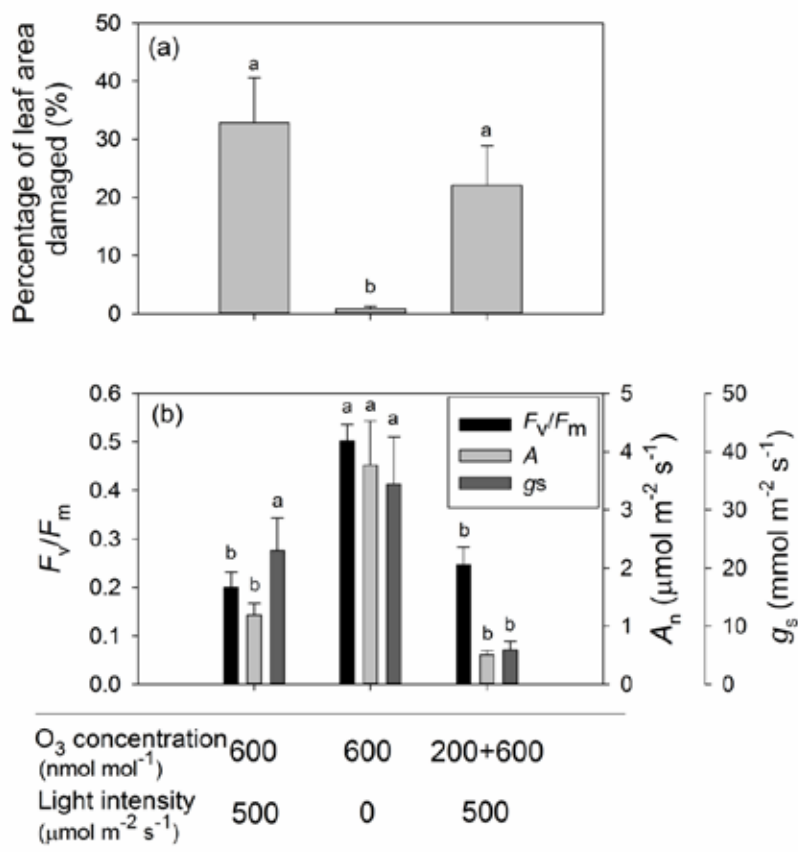 (a)
Percentage of leaf area
damaged (%)
50
40
30
20
10
0
a
b
a
(b)
Fv/Fm
0.6
0.5
0.4
0.3
0.2
0.1
0.0
b
b
a
a
a
a
b
b
b
Fv/Fm
A
gs
5
4
3
2
1
0
An (μmol m-2 s-1)
50
40
30
20
10
0
gs (mmol m-2 s-1)
O3 concentration 600 600 200+600
(nmol mol-1)
Light intensity 500 0 500
(μmol m-2 s-1)